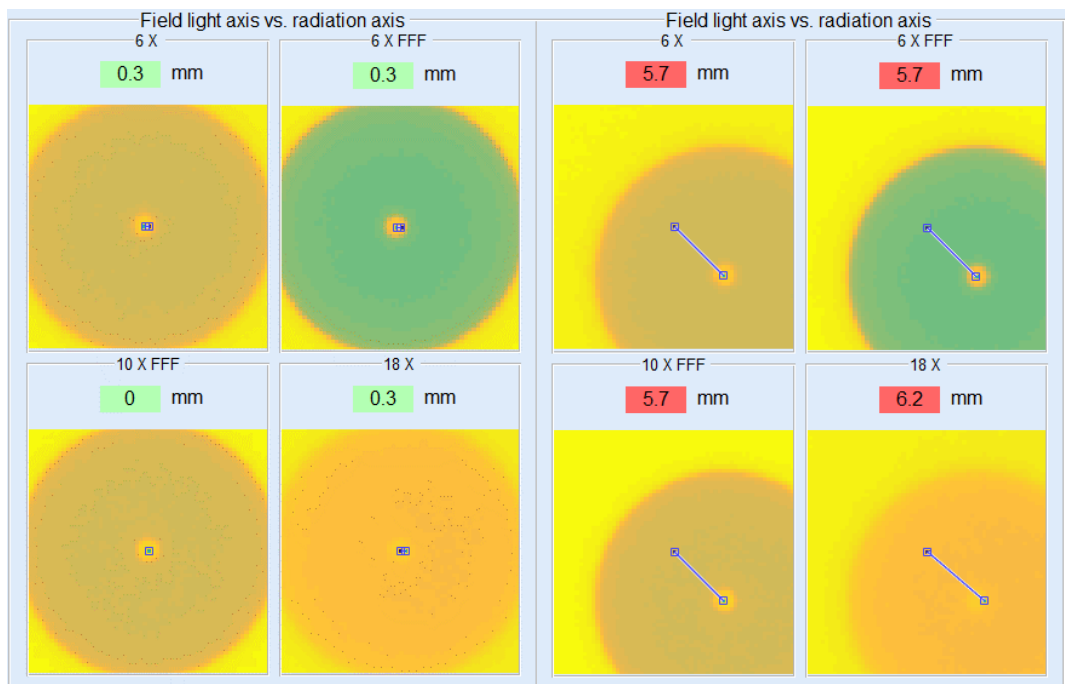 Field light axis vs. radiation axis
6 X
0.3 mm
6 X FFF
0.3 mm
10 X FFF
0 mm
18 X
0.3 mm
Field light axis vs. radiation axis
6 X
5.7 mm
6 X FFF
5.7 mm
10 X FFF
5.7 mm
18 X
6.2 mm